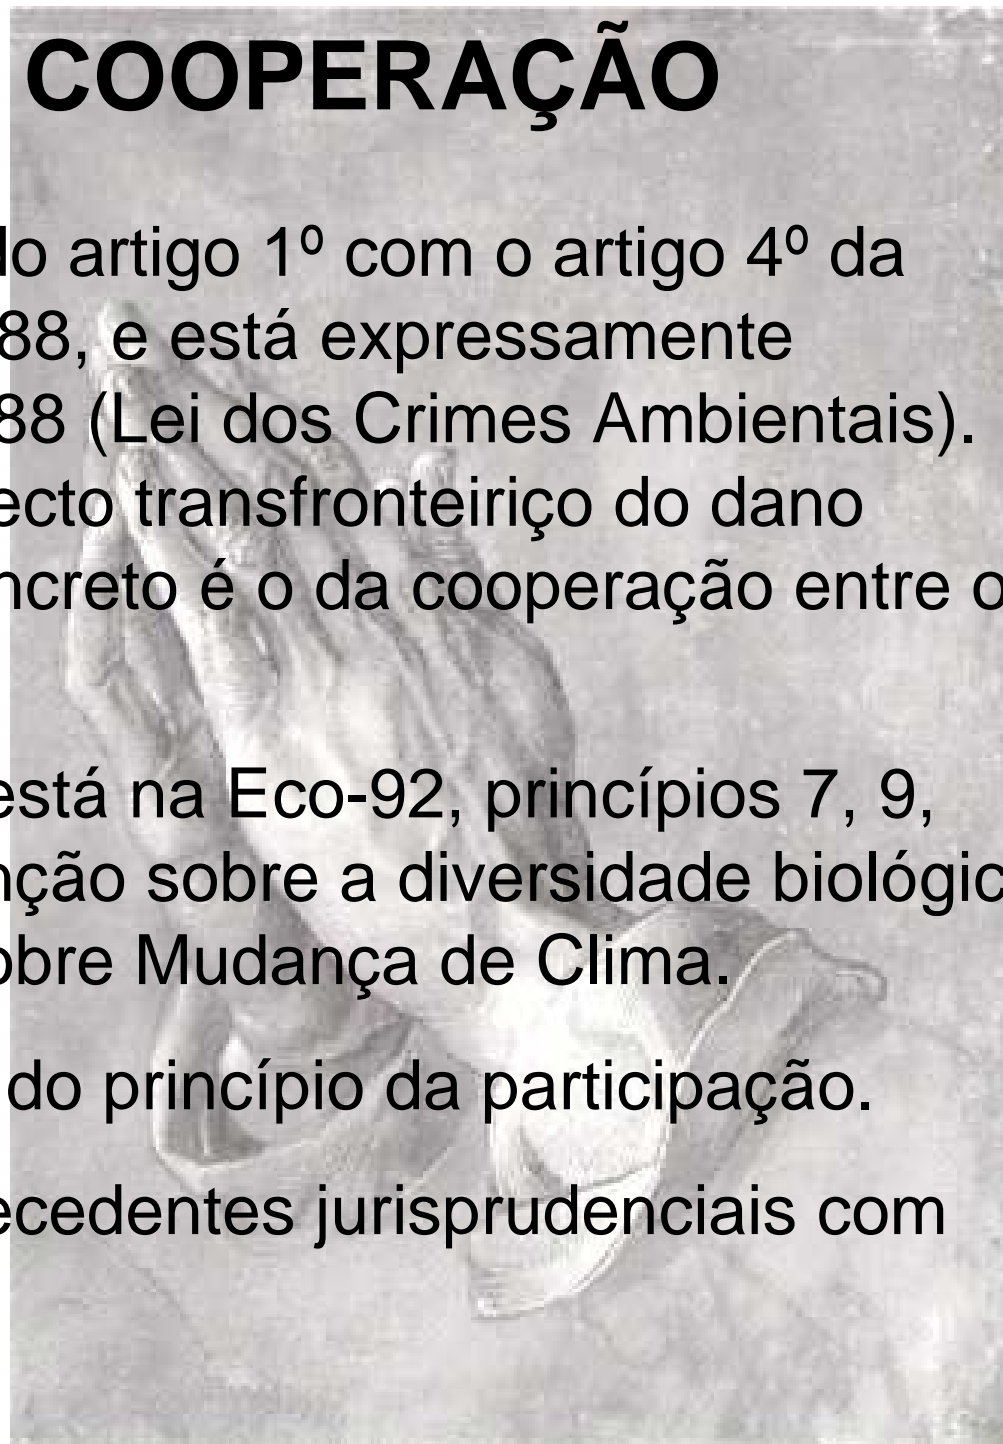 COOPERAÇÃO
do artigo 1º com o artigo 4º da
88, e está expressamente
88 (Lei dos Crimes Ambientais).
ecto transfronteiriço do dano
ncreto é o da cooperação entre o
está na Eco-92, princípios 7, 9,
nção sobre a diversidade biológic
obre Mudança de Clima.
do princípio da participação.
ecedentes jurisprudenciais com